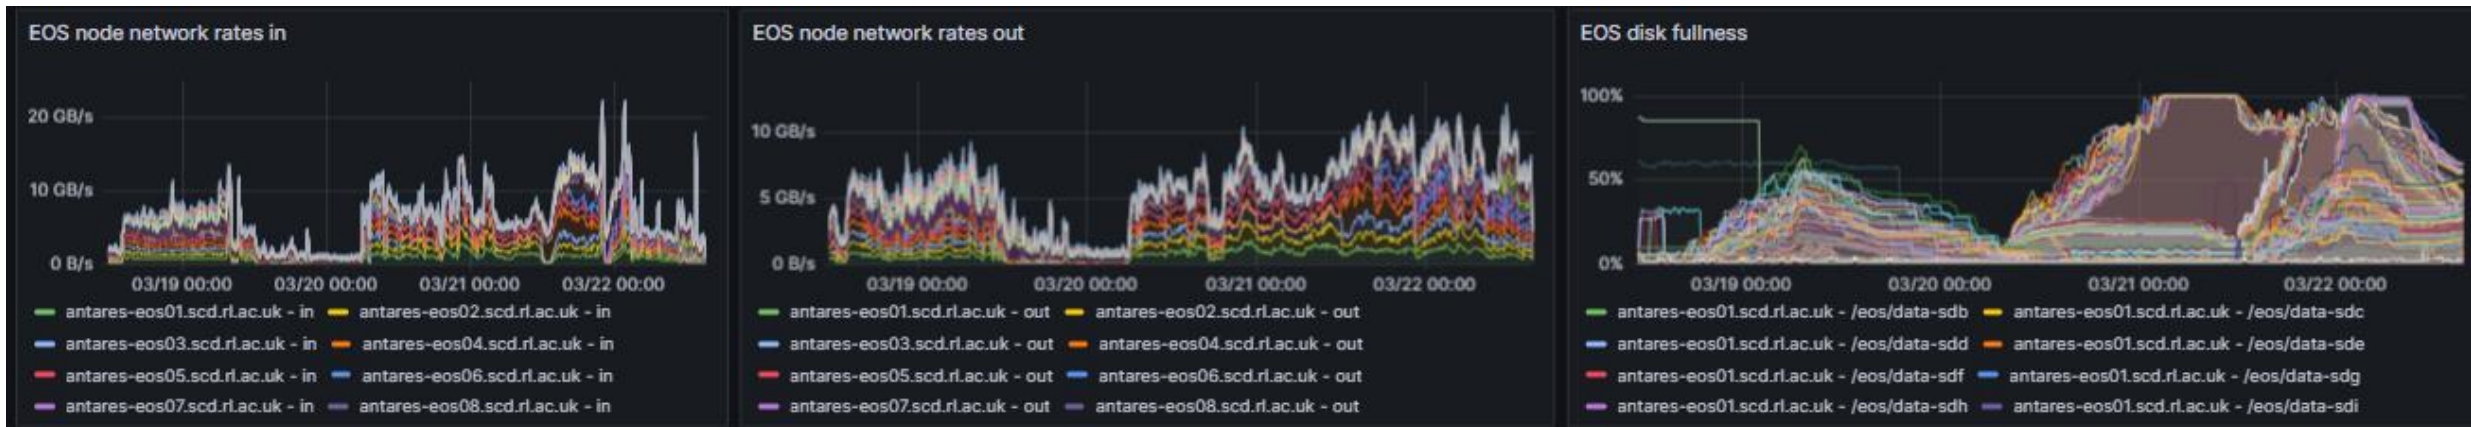 EOS node network rates in
20 GB/s
10 GB/s
0 B/s
03/19 00:00 03/20 00:00 03/21 00:00 03/22 00:00
antares-eos01.scd.rl.ac.uk - in antares-eos02.scd.rl.ac.uk - in
antares-eos03.scd.rl.ac.uk - in antares-eos04.scd.rl.ac.uk - in
antares-eos05.scd.rl.ac.uk - in antares-eos06.scd.rl.ac.uk - in
antares-eos07.scd.rl.ac.uk - in antares-eos08.scd.rl.ac.uk - in
EOS node network rates out
10 GB/s
5 GB/s
0 B/s
03/19 00:00 03/20 00:00 03/21 00:00 03/22 00:00
antares-eos01.scd.rl.ac.uk - out antares-eos02.scd.rl.ac.uk - out
antares-eos03.scd.rl.ac.uk - out antares-eos04.scd.rl.ac.uk - out
antares-eos05.scd.rl.ac.uk - out antares-eos06.scd.rl.ac.uk - out
antares-eos07.scd.rl.ac.uk - out antares-eos08.scd.rl.ac.uk - out
EOS disk fullness
100%
50%
0%
03/19 00:00 03/20 00:00 03/21 00:00 03/22 00:00
antares-eos01.scd.rl.ac.uk - /eos/data-sdb antares-eos01.scd.rl.ac.uk - /eos/data-sdc
antares-eos01.scd.rl.ac.uk - /eos/data-sdd antares-eos01.scd.rl.ac.uk - /eos/data-sde
antares-eos01.scd.rl.ac.uk - /eos/data-sdf antares-eos01.scd.rl.ac.uk - /eos/data-sdg
antares-eos01.scd.rl.ac.uk - /eos/data-sdh antares-eos01.scd.rl.ac.uk - /eos/data-sdi